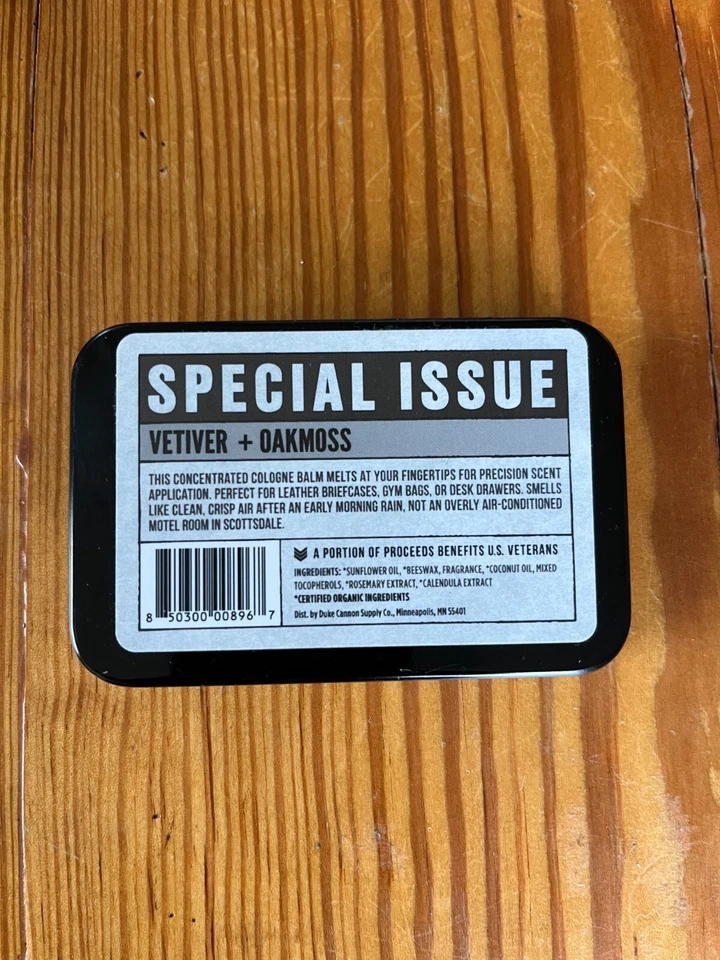 SPECIAL ISSUE
VETIVER + OAKMOSS
THIS CONCENTRATED COLOGNE BALM MELTS AT YOUR FINGERTIPS FOR PRECISION SCENT
APPLICATION. PERFECT FOR LEATHER BRIEFCASES, GYM BAGS, OR DESK DRAWERS. SMELLS
LIKE CLEAN, CRISP AIR AFTER AN EARLY MORNING RAIN, NOT AN OVERLY AIR-CONDITIONED
MOTEL ROOM IN SCOTTSDALE.
8 50300 00896 7
A PORTION OF PROCEEDS BENEFITS U.S. VETERANS
INGREDIENTS: *SUNFLOWER OIL, *BEESWAX, FRAGRANCE, *COCONUT OIL, MIXED
TOCOPHEROLS, *ROSEMARY EXTRACT, *CALENDULA EXTRACT
*CERTIFIED ORGANIC INGREDIENTS
Dist. by Duke Cannon Supply Co., Minneapolis, MN 55401